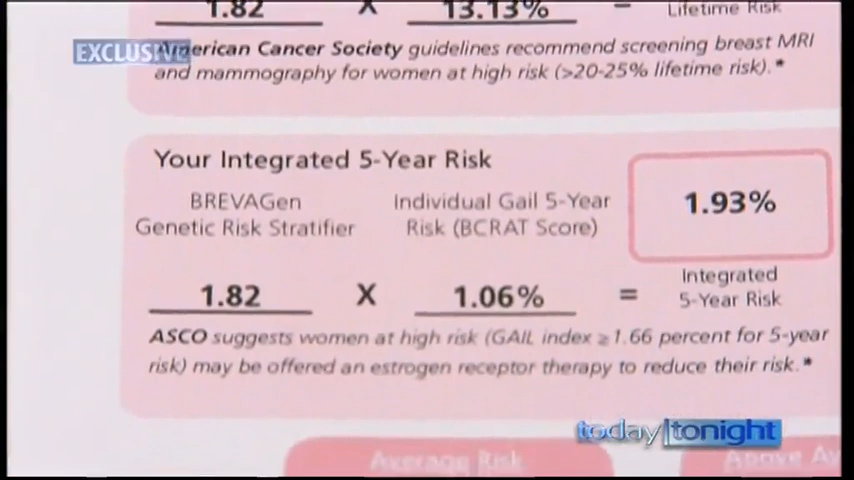 1.82 X 13.13% = Lifetime Risk
EXCLUSIVE
American Cancer Society guidelines recommend screening breast MRI
and mammography for women at high risk (>20-25% lifetime risk).*
Your Integrated 5-Year Risk
BREVAGen
Genetic Risk Stratifier
Individual Gail 5-Year
Risk (BCRAT Score)
1.93%
1.82 X 1.06% =
Integrated
5-Year Risk
ASCO suggests women at high risk (GAIL index ≥1.66 percent for 5-year
risk) may be offered an estrogen receptor therapy to reduce their risk.*
today|tonight
Average Risk
Above Av